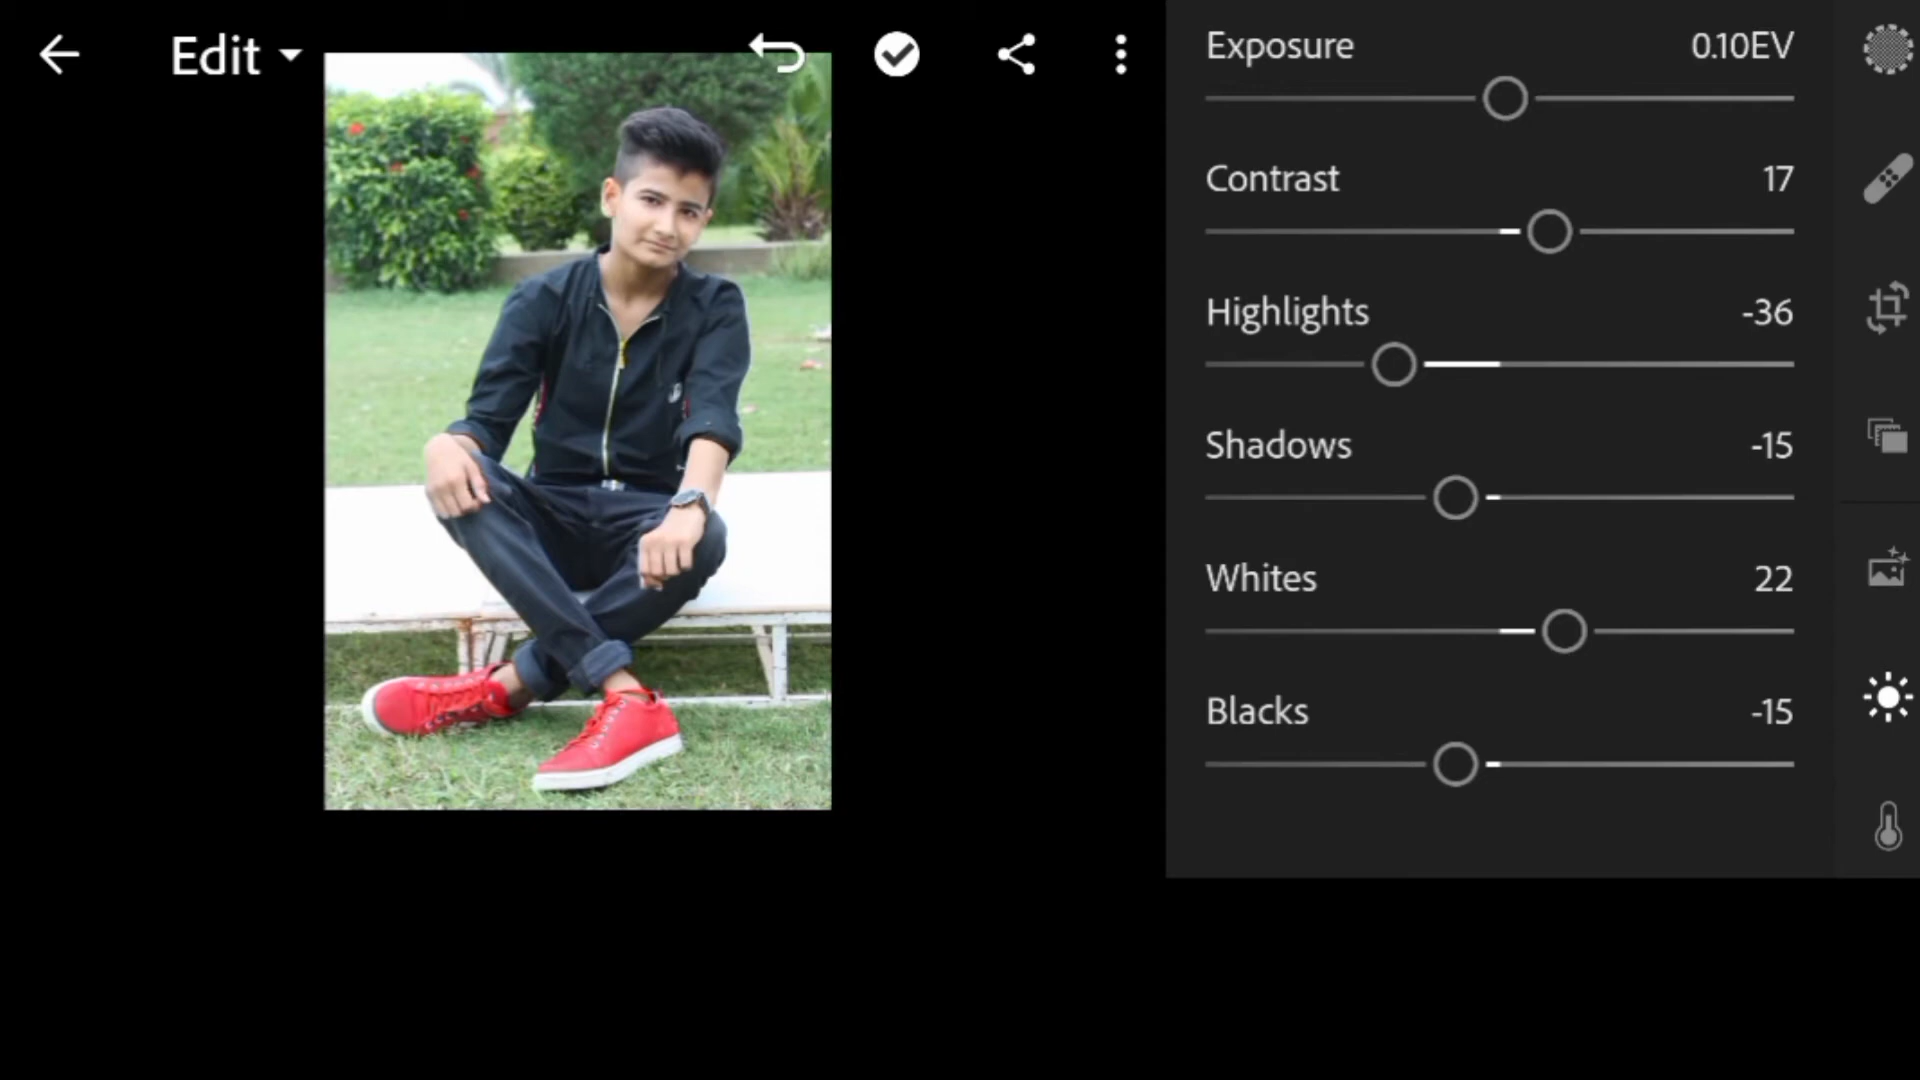 Edit
Exposure 0.10EV
Contrast 17
Highlights -36
Shadows -15
Whites 22
Blacks -15